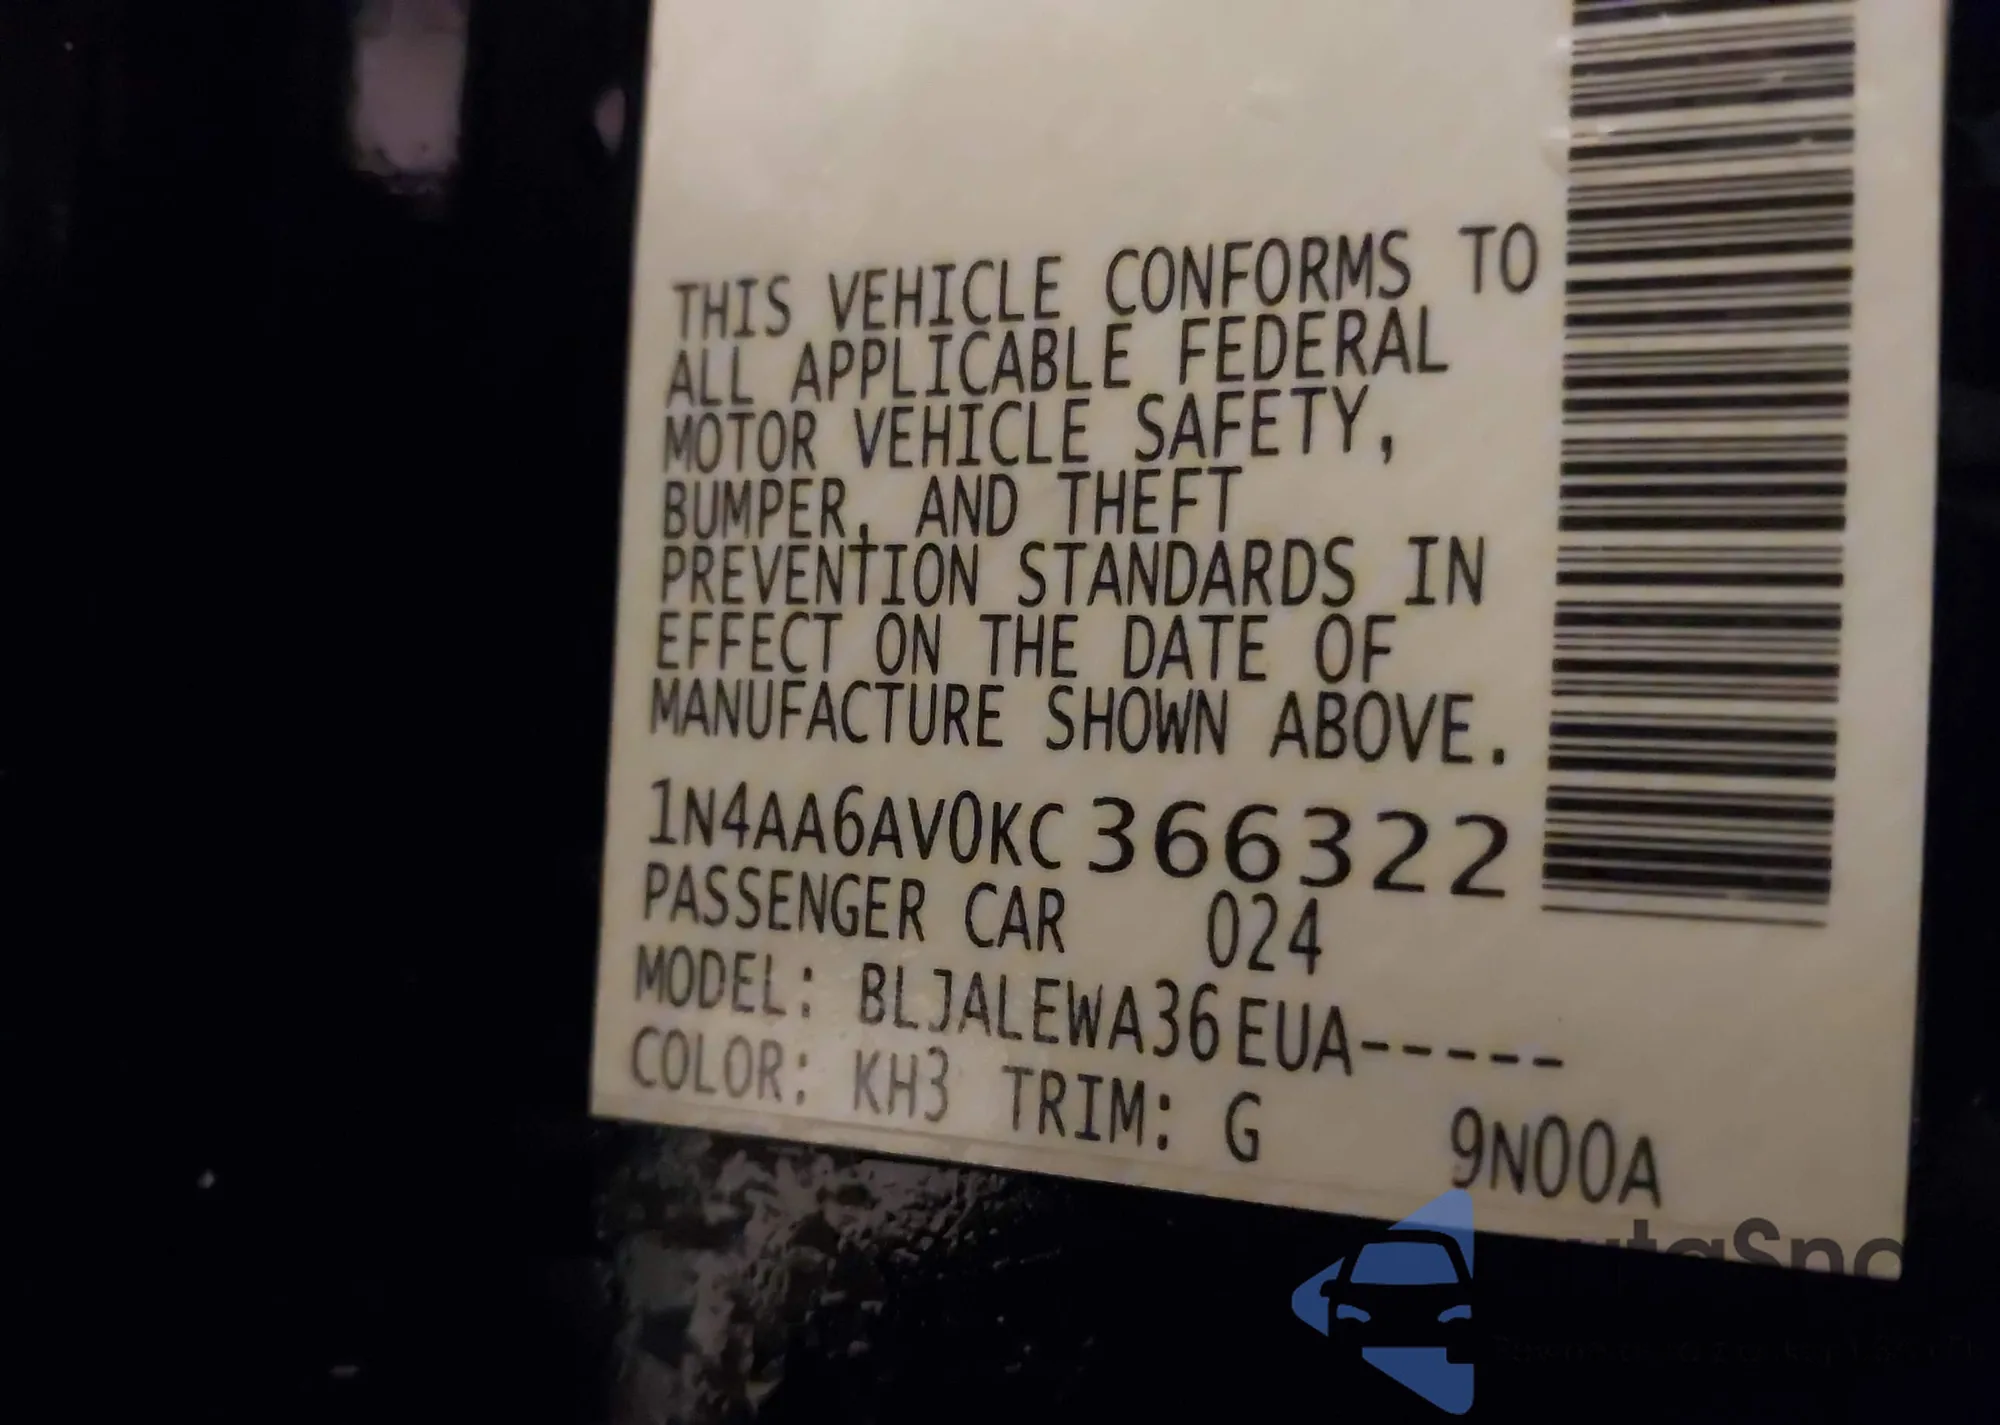 THIS VEHICLE CONFORMS TO
ALL APPLICABLE FEDERAL
MOTOR VEHICLE SAFETY,
BUMPER, AND THEFT
PREVENTION STANDARDS IN
EFFECT ON THE DATE OF
MANUFACTURE SHOWN ABOVE.
1N4AA6AV0KC366322
PASSENGER CAR 024
MODEL: BLJALEWA36EUA-----
COLOR: KH3 TRIM: G 9N00A